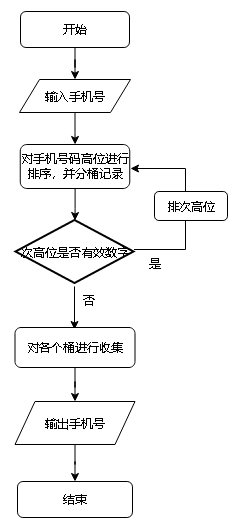 开始
输入手机号
对手机号码高位进行
排序，并分桶记录
排次高位
次高位是否有效数字
是
否
对各个桶进行收集
输出手机号
结束